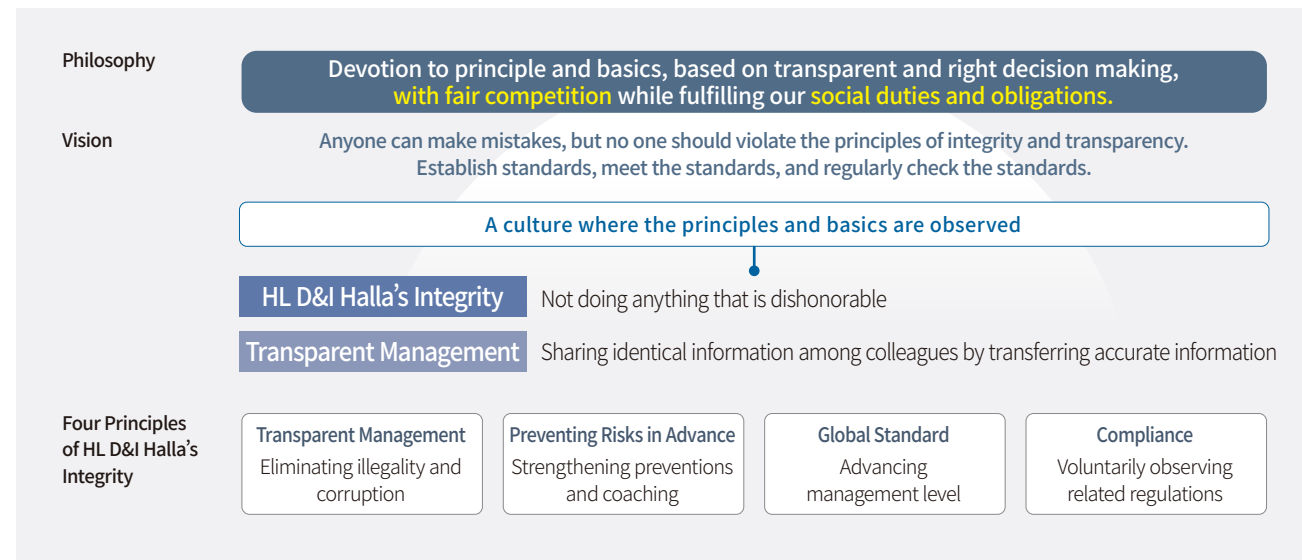 Philosophy
Devotion to principle and basics, based on transparent and right decision making,
with fair competition while fulfilling our social duties and obligations.
Vision
Anyone can make mistakes, but no one should violate the principles of integrity and transparency.
Establish standards, meet the standards, and regularly check the standards.
A culture where the principles and basics are observed
HL D&I Halla’s Integrity
Not doing anything that is dishonorable
Transparent Management
Sharing identical information among colleagues by transferring accurate information
Four Principles
of HL D&I Halla’s
Integrity
Transparent Management
Eliminating illegality and
corruption
Preventing Risks in Advance
Strengthening preventions
and coaching
Global Standard
Advancing
management level
Compliance
Voluntarily observing
related regulations